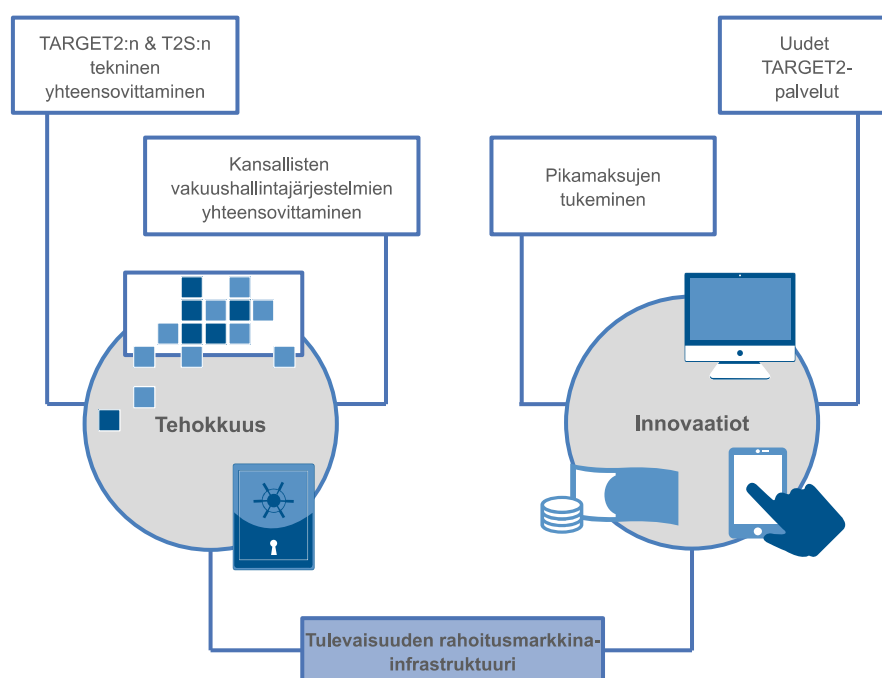 TARGET2:n & T2S:n
tekninen
yhteensovittaminen
Uudet
TARGET2-
palvelut
Kansallisten
vakuushallintajärjestelmien
yhteensovittaminen
Pikamaksujen
tukeminen
Tehokkuus
Innovaatiot
Tulevaisuuden rahoitusmarkkina-
infrastruktuuri